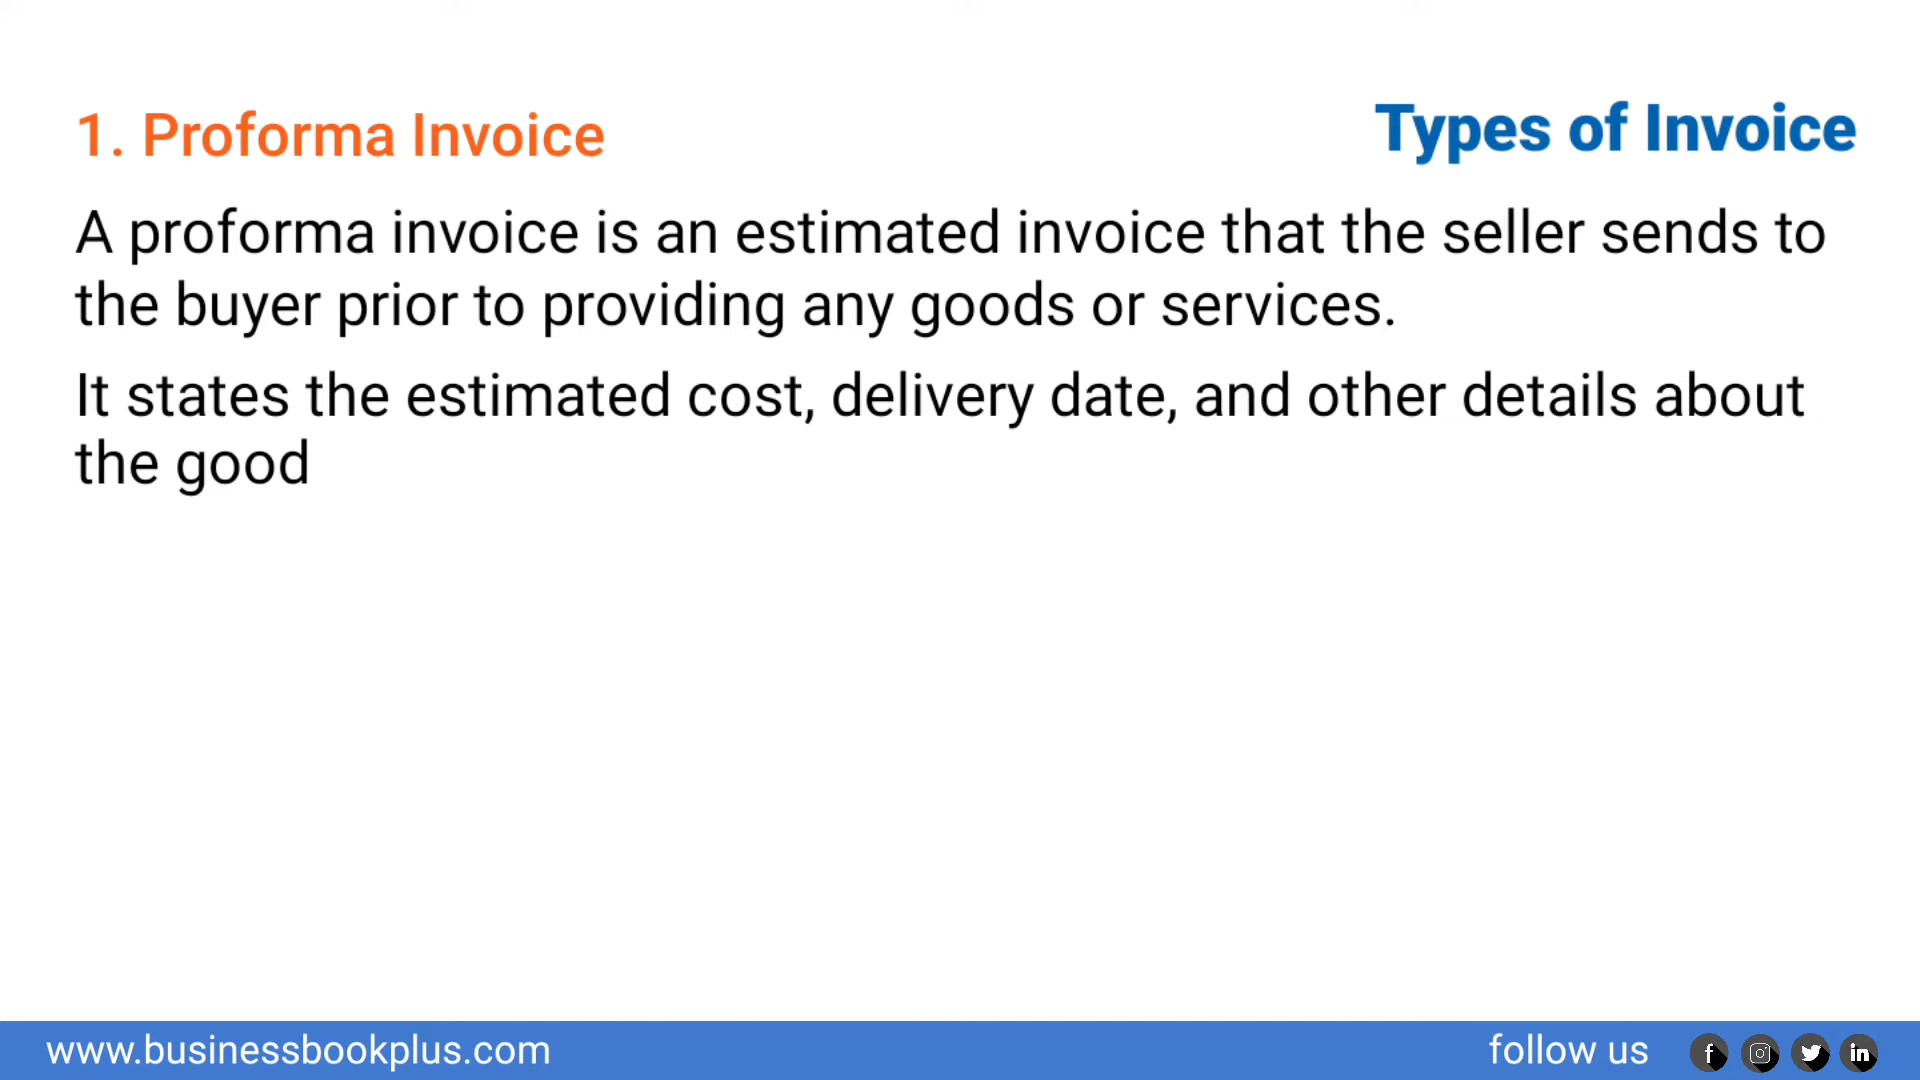 1. Proforma Invoice
Types of Invoice
A proforma invoice is an estimated invoice that the seller sends to
the buyer prior to providing any goods or services.
It states the estimated cost, delivery date, and other details about
the good
www.businessbookplus.com
follow us